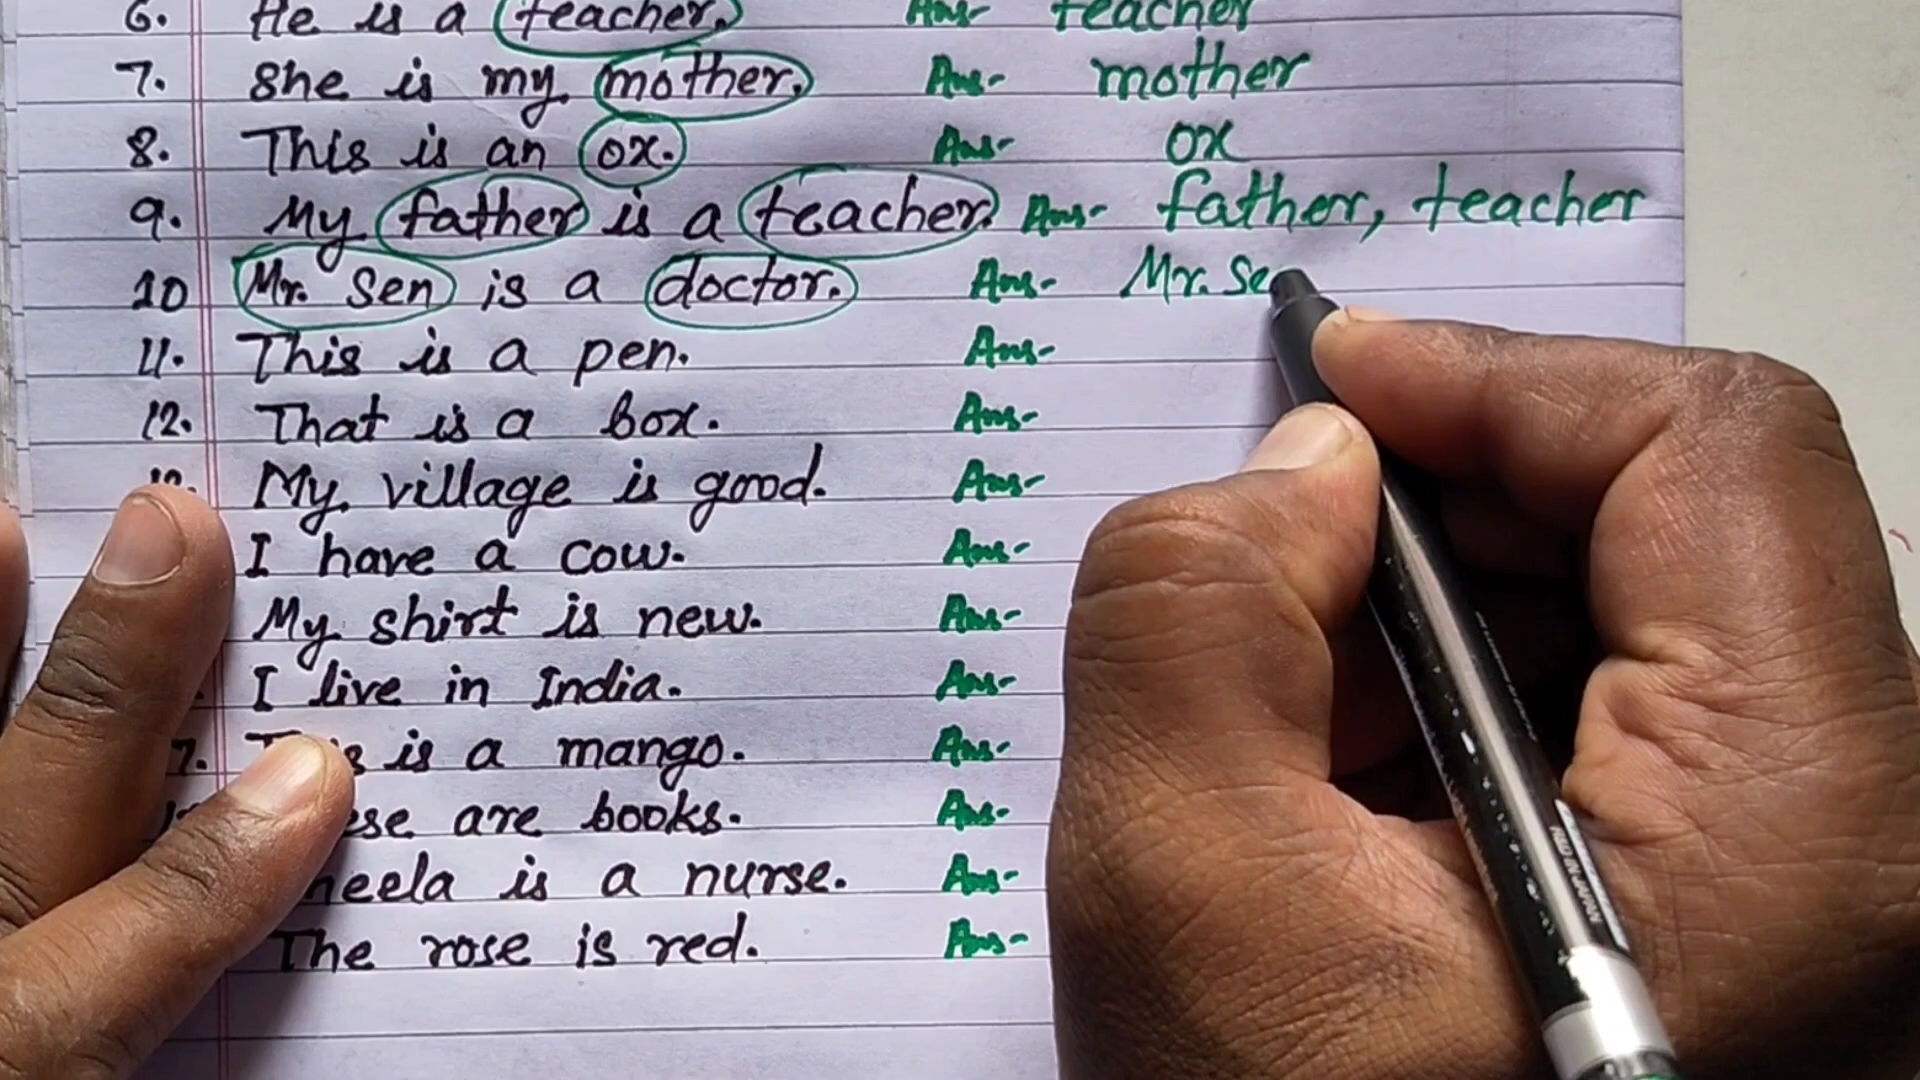 6. He is a teacher. Ans- teacher
7. She is my mother. Ans- mother
8. This is an ox. Ans- ox
9. My father is a teacher. Ans- father, teacher
10 Mr. Sen is a doctor. Ans- Mr. Se
11. This is a pen. Ans-
12. That is a box. Ans-
My village is good. Ans-
I have a cow. Ans-
My shirt is new. Ans-
I live in India. Ans-
7. is a mango. Ans-
are books. Ans-
is a nurse. Ans-
The rose is red. Ans-